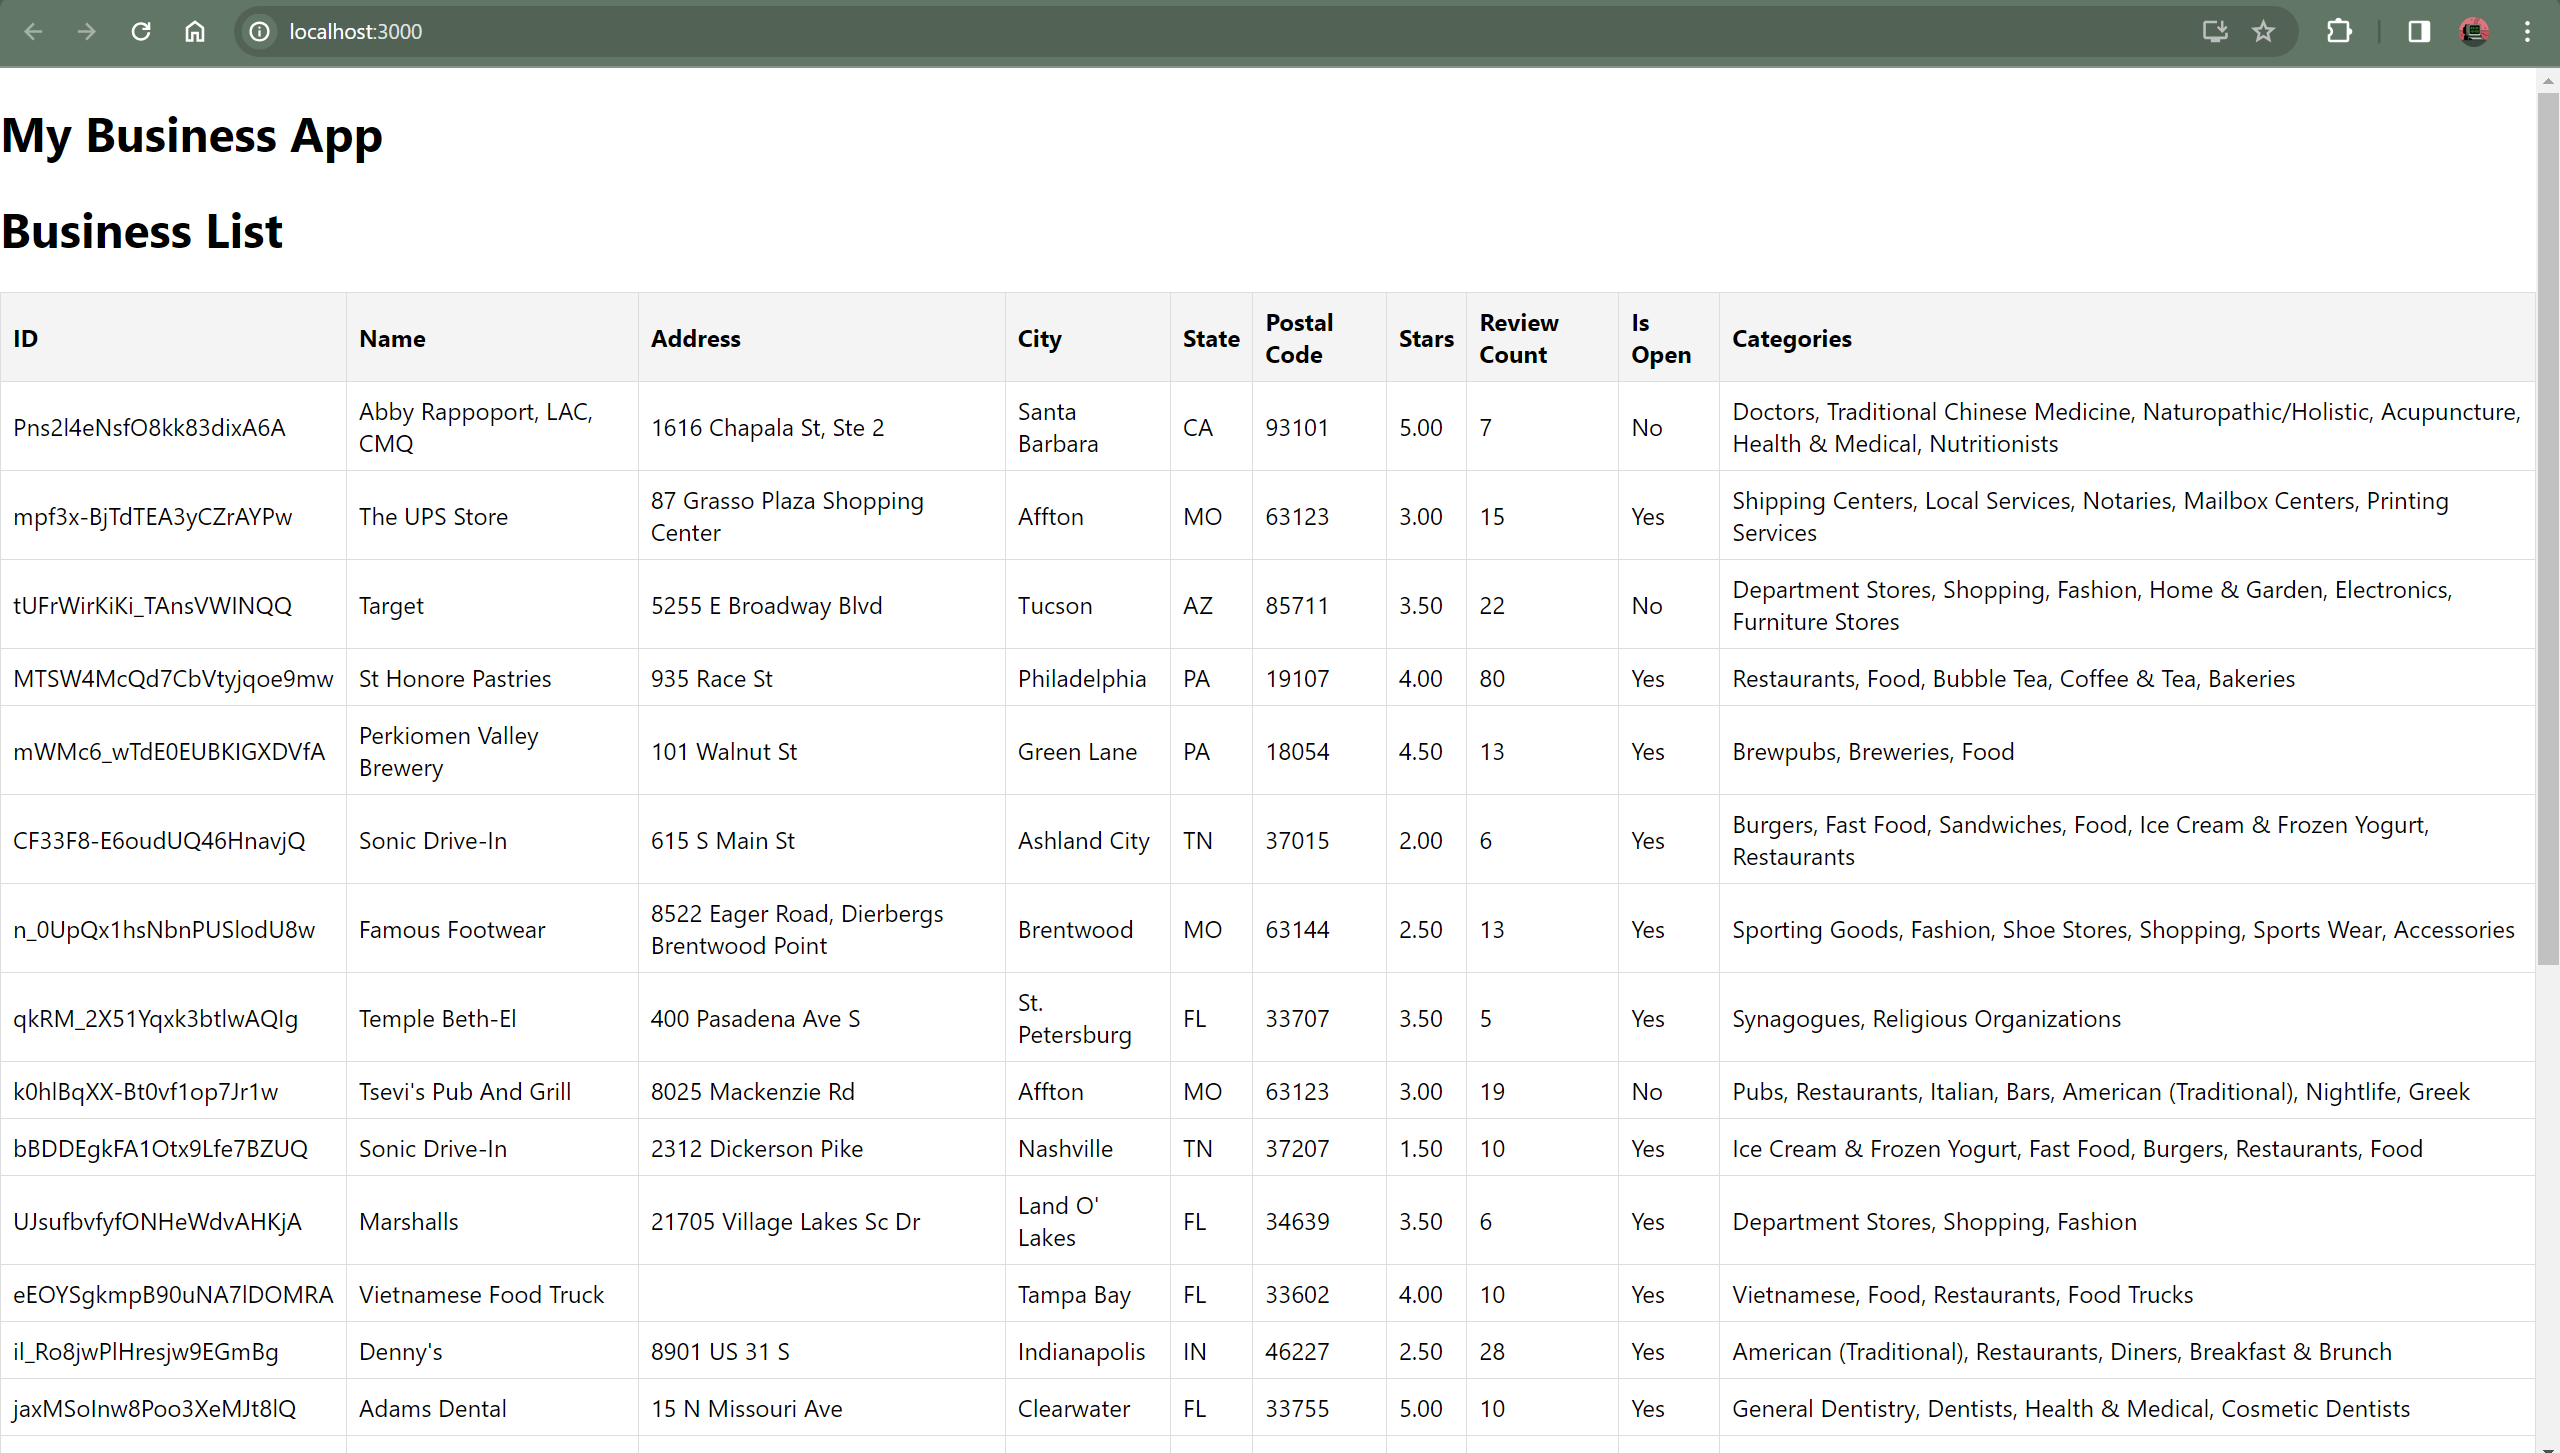 localhost:3000
My Business App
Business List
ID Name Address City State Postal Code Stars Review Count Is Open Categories
Pns2l4eNsfO8kk83dixA6A Abby Rappoport, LAC, CMQ 1616 Chapala St, Ste 2 Santa Barbara CA 93101 5.00 7 No Doctors, Traditional Chinese Medicine, Naturopathic/Holistic, Acupuncture, Health & Medical, Nutritionists
mpf3x-BjTdTEA3yCZrAYPw The UPS Store 87 Grasso Plaza Shopping Center Affton MO 63123 3.00 15 Yes Shipping Centers, Local Services, Notaries, Mailbox Centers, Printing Services
tUFrWirKiKi_TAnsVWINQQ Target 5255 E Broadway Blvd Tucson AZ 85711 3.50 22 No Department Stores, Shopping, Fashion, Home & Garden, Electronics, Furniture Stores
MTSW4McQd7CbVtyjqoe9mw St Honore Pastries 935 Race St Philadelphia PA 19107 4.00 80 Yes Restaurants, Food, Bubble Tea, Coffee & Tea, Bakeries
mWMc6_wTdE0EUBKIGXDVfA Perkiomen Valley Brewery 101 Walnut St Green Lane PA 18054 4.50 13 Yes Brewpubs, Breweries, Food
CF33F8-E6oudUQ46HnavjQ Sonic Drive-In 615 S Main St Ashland City TN 37015 2.00 6 Yes Burgers, Fast Food, Sandwiches, Food, Ice Cream & Frozen Yogurt, Restaurants
n_0UpQx1hsNbnPUSlodU8w Famous Footwear 8522 Eager Road, Dierbergs Brentwood Point Brentwood MO 63144 2.50 13 Yes Sporting Goods, Fashion, Shoe Stores, Shopping, Sports Wear, Accessories
qkRM_2X51Yqxk3btlwAQIg Temple Beth-El 400 Pasadena Ave S St. Petersburg FL 33707 3.50 5 Yes Synagogues, Religious Organizations
k0hlBqXX-Bt0vf1op7Jr1w Tsevi's Pub And Grill 8025 Mackenzie Rd Affton MO 63123 3.00 19 No Pubs, Restaurants, Italian, Bars, American (Traditional), Nightlife, Greek
bBDDEgkFA1Otx9Lfe7BZUQ Sonic Drive-In 2312 Dickerson Pike Nashville TN 37207 1.50 10 Yes Ice Cream & Frozen Yogurt, Fast Food, Burgers, Restaurants, Food
UJsufbvfyfONHeWdvAHKjA Marshalls 21705 Village Lakes Sc Dr Land O' Lakes FL 34639 3.50 6 Yes Department Stores, Shopping, Fashion
eEOYSgkmpB90uNA7lDOMRA Vietnamese Food Truck Tampa Bay FL 33602 4.00 10 Yes Vietnamese, Food, Restaurants, Food Trucks
il_Ro8jwPlHresjw9EGmBg Denny's 8901 US 31 S Indianapolis IN 46227 2.50 28 Yes American (Traditional), Restaurants, Diners, Breakfast & Brunch
jaxMSoInw8Poo3XeMJt8lQ Adams Dental 15 N Missouri Ave Clearwater FL 33755 5.00 10 Yes General Dentistry, Dentists, Health & Medical, Cosmetic Dentists